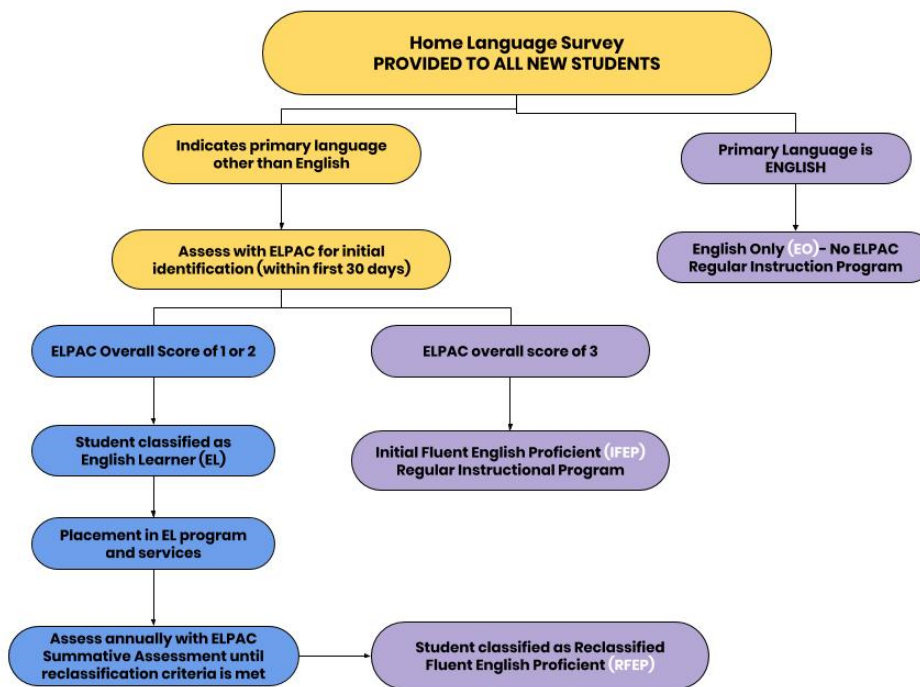 Home Language Survey
PROVIDED TO ALL NEW STUDENTS
Indicates primary language
other than English
Primary Language is
ENGLISH
Assess with ELPAC for initial
identification (within first 30 days)
English Only (EO)- No ELPAC
Regular Instruction Program
ELPAC Overall Score of 1 or 2
ELPAC overall score of 3
Student classified as
English Learner (EL)
Initial Fluent English Proficient (IFEP)
Regular Instructional Program
Placement in EL program
and services
Assess annually with ELPAC
Summative Assessment until
reclassification criteria is met
Student classified as Reclassified
Fluent English Proficient (RFEP)